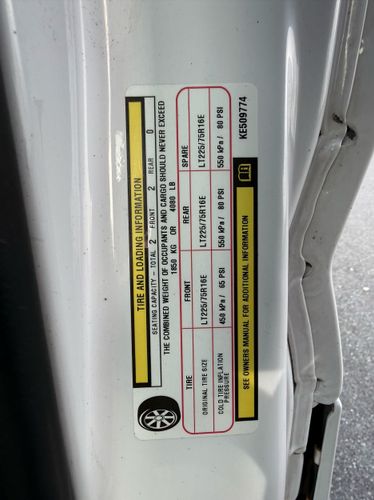 TIRE AND LOADING INFORMATION
SEATING CAPACITY - TOTAL 2 FRONT 2 REAR 0
THE COMBINED WEIGHT OF OCCUPANTS AND CARGO SHOULD NEVER EXCEED
1850 KG OR 4080 LB
TIRE FRONT REAR SPARE
ORIGINAL TIRE SIZE LT225/75R16E LT225/75R16E LT225/75R16E
COLD TIRE INFLATION PRESSURE 450 kPa / 65 PSI 550 kPa / 80 PSI 550 kPa / 80 PSI
SEE OWNERS MANUAL FOR ADDITIONAL INFORMATION
KE509774